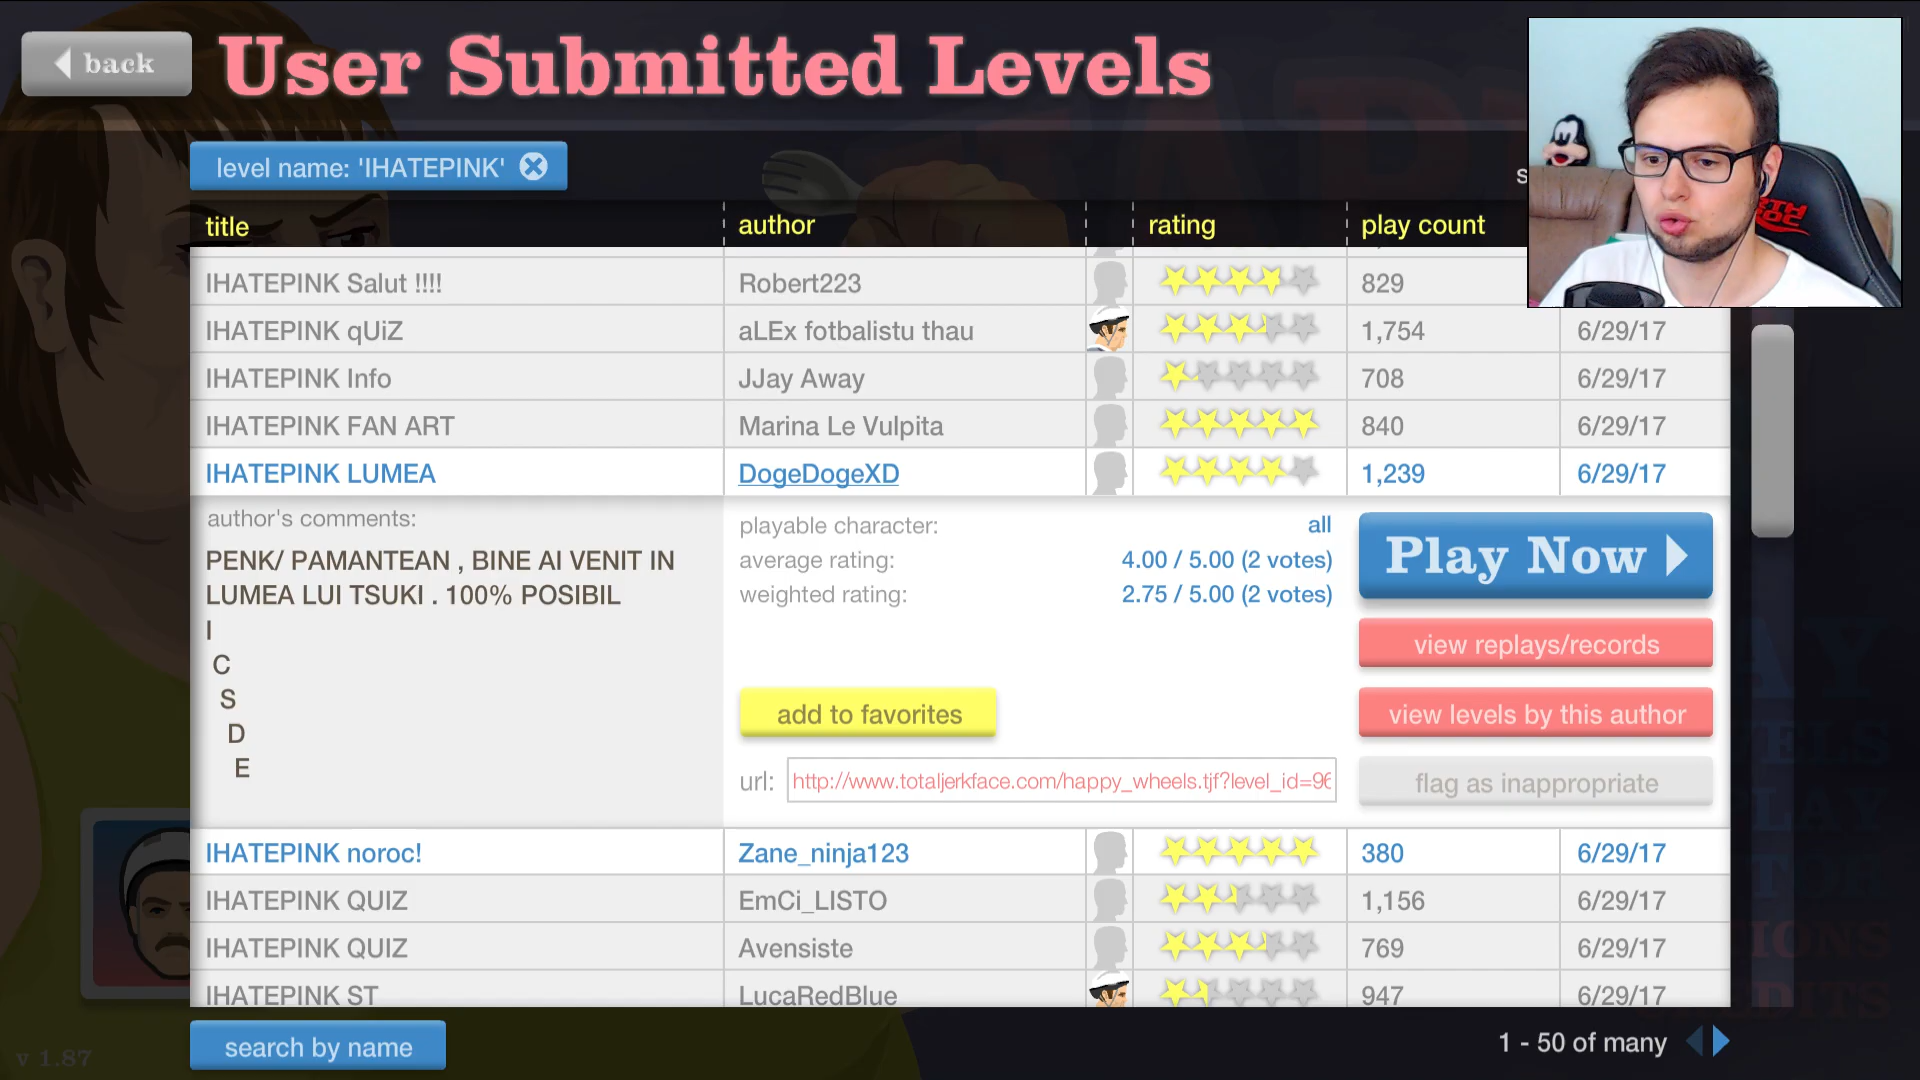 back
User Submitted Levels
level name: 'IHATEPINK'
s
title author rating play count
IHATEPINK Salut !!!! Robert223 829
IHATEPINK qUiZ aLEx fotbalistu thau 1,754 6/29/17
IHATEPINK Info JJay Away 708 6/29/17
IHATEPINK FAN ART Marina Le Vulpita 840 6/29/17
IHATEPINK LUMEA DogeDogeXD 1,239 6/29/17
author's comments:
PENK/ PAMANTEAN , BINE AI VENIT IN
LUMEA LUI TSUKI . 100% POSIBIL
I
C
S
D
E
playable character: all
average rating: 4.00 / 5.00 (2 votes)
weighted rating: 2.75 / 5.00 (2 votes)
Play Now
view replays/records
add to favorites
view levels by this author
url: http://www.totaljerkface.com/happy_wheels.tjf?level_id=96
flag as inappropriate
IHATEPINK noroc! Zane_ninja123 380 6/29/17
IHATEPINK QUIZ EmCi_LISTO 1,156 6/29/17
IHATEPINK QUIZ Avensiste 769 6/29/17
IHATEPINK ST LucaRedBlue 947 6/29/17
search by name
1 - 50 of many
v 1.87